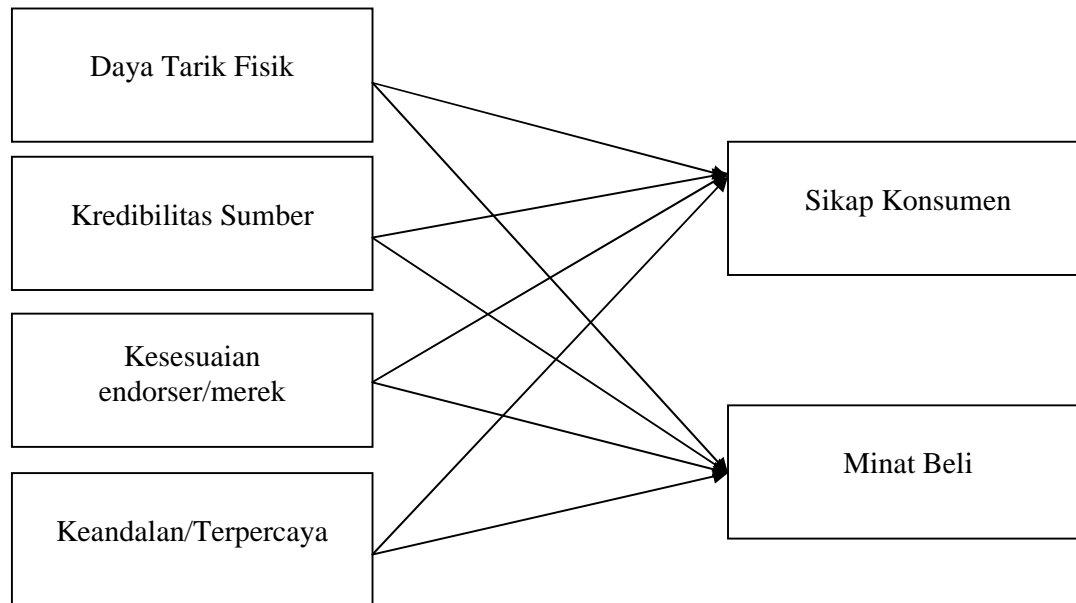 Daya Tarik Fisik
Kredibilitas Sumber
Kesesuaian
endorser/merek
Keandalan/Terpercaya
Sikap Konsumen
Minat Beli